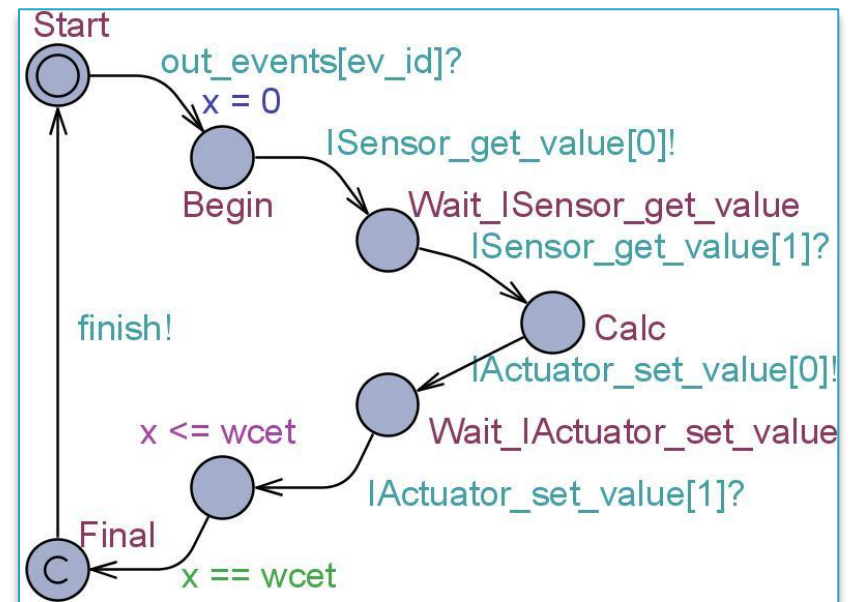 Start
out_events[ev_id]?
x = 0
ISensor_get_value[0]!
Begin
Wait_ISensor_get_value
ISensor_get_value[1]?
finish!
Calc
IActuator_set_value[0]!
x <= wcet
Wait_IActuator_set_value
IActuator_set_value[1]?
Final
C
x == wcet